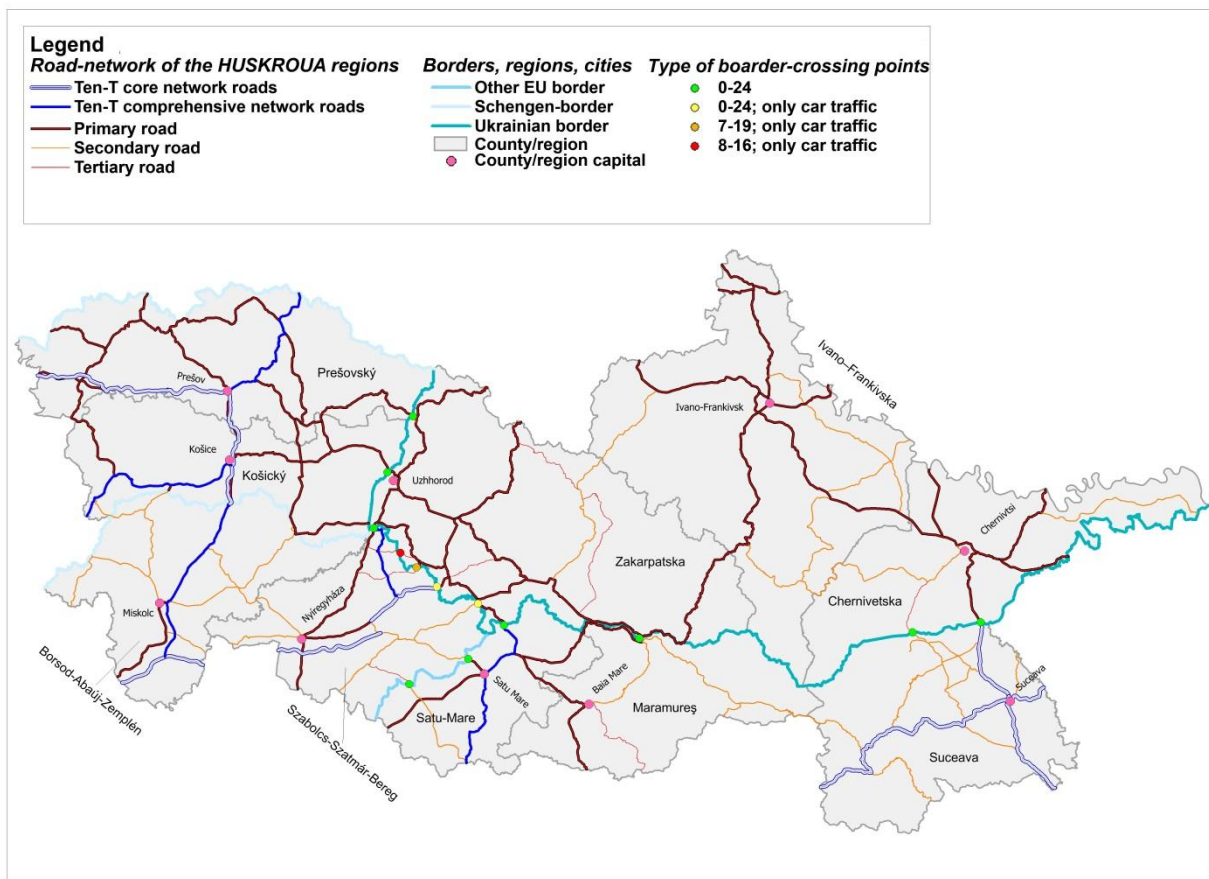 Legend
Road-network of the HUSKROUA regions
Ten-T core network roads
Ten-T comprehensive network roads
Primary road
Secondary road
Tertiary road
Borders, regions, cities
Other EU border
Schengen-border
Ukrainian border
County/region
County/region capital
Type of boarder-crossing points
0-24
0-24; only car traffic
7-19; only car traffic
8-16; only car traffic
Prešov
Prešovský
Ivano–Frankivska
Ivano-Frankivsk
Košice
Košický
Uzhhorod
Chernivtsi
Zakarpatska
Miskolc
Nyíregyháza
Chernivetska
Borsod-Abaúj-Zemplén
Szabolcs-Szatmár-Bereg
Satu Mare
Baia Mare
Satu-Mare
Maramureş
Suceava
Suceava